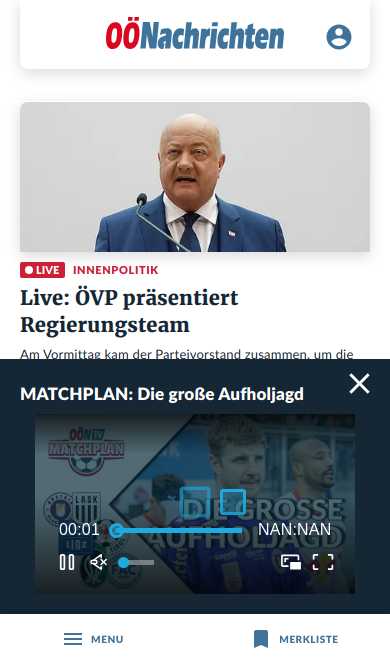 OÖNachrichten
LIVE INNENPOLITIK
Live: ÖVP präsentiert
Regierungsteam
Am Vormittag kam der Parteivorstand zusammen, um die
MATCHPLAN: Die große Aufholjagd
OÖN TV
MATCHPLAN
LASK
DIE GROSSE
AUFHOLJAGD
00:01 NAN:NAN
MENU MERKLISTE